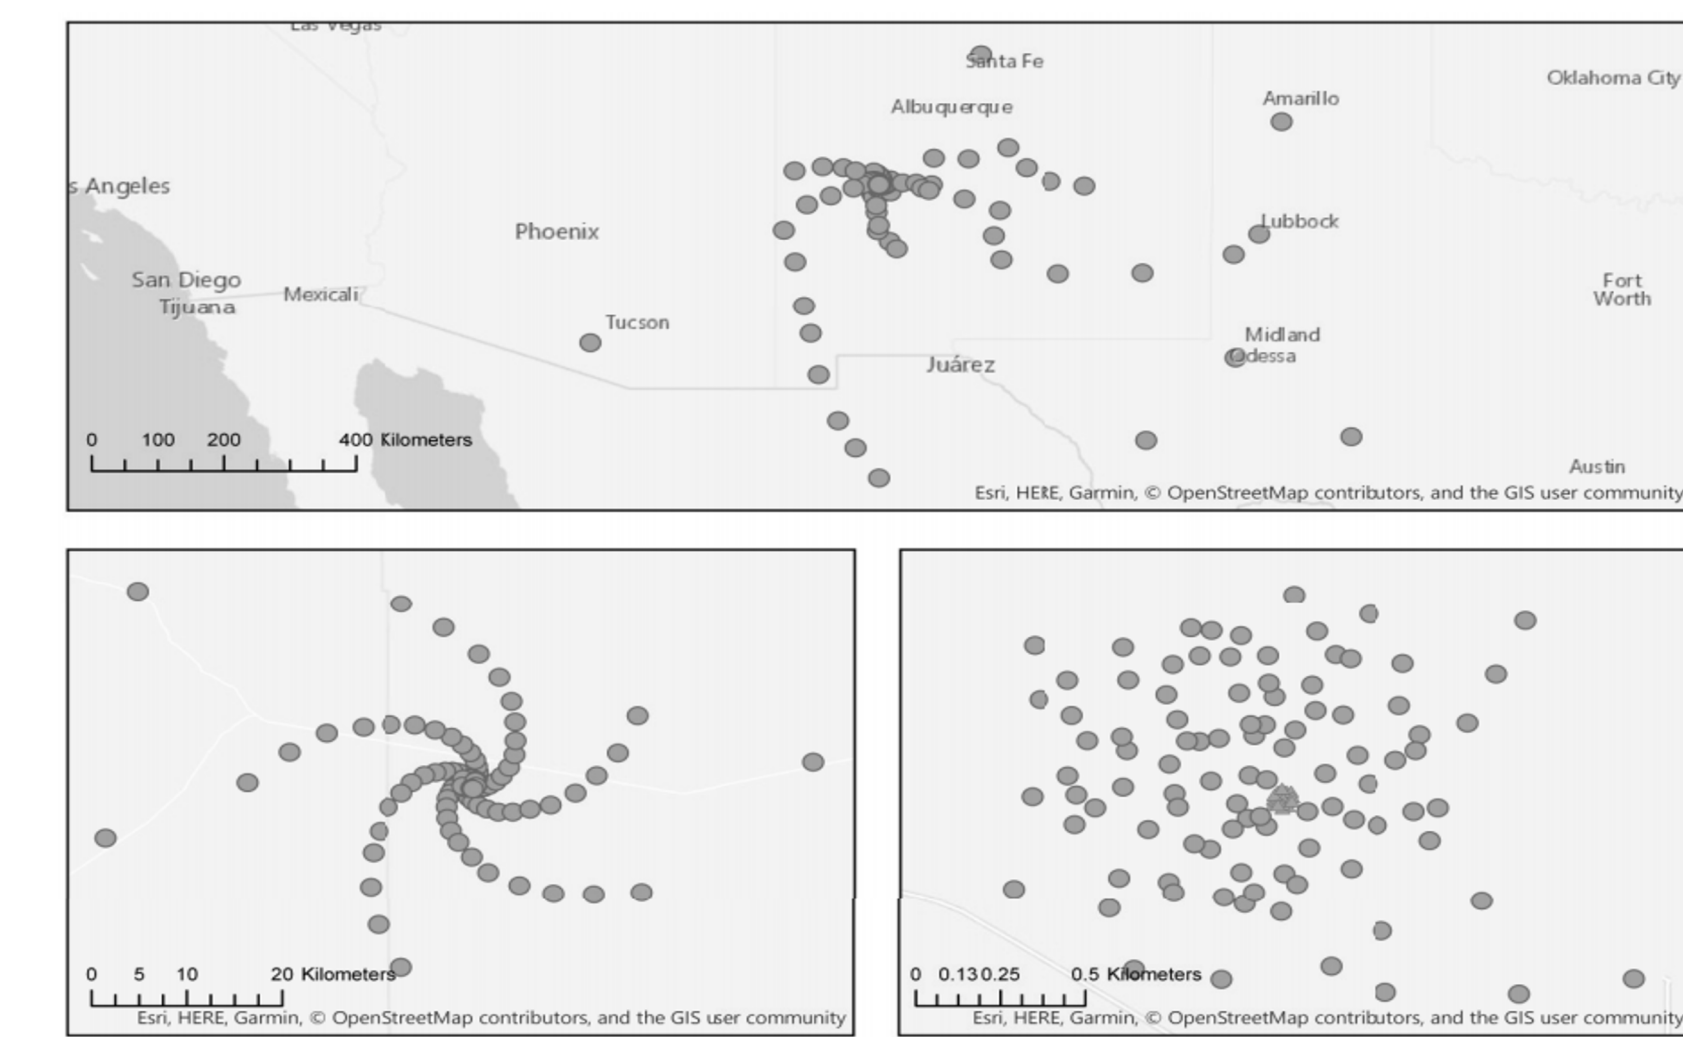 Las Vegas
Santa Fe
Oklahoma City
Amarillo
Albuquerque
s Angeles
Lubbock
Phoenix
San Diego
Fort
Worth
Mexicali
Tijuana
Tucson
Midland
Odessa
Juárez
0 100 200 400 Kilometers
Austin
Esri, HERE, Garmin, © OpenStreetMap contributors, and the GIS user community
0 5 10 20 Kilometers
Esri, HERE, Garmin, © OpenStreetMap contributors, and the GIS user community
0 0.13 0.25 0.5 Kilometers
Esri, HERE, Garmin, © OpenStreetMap contributors, and the GIS user community